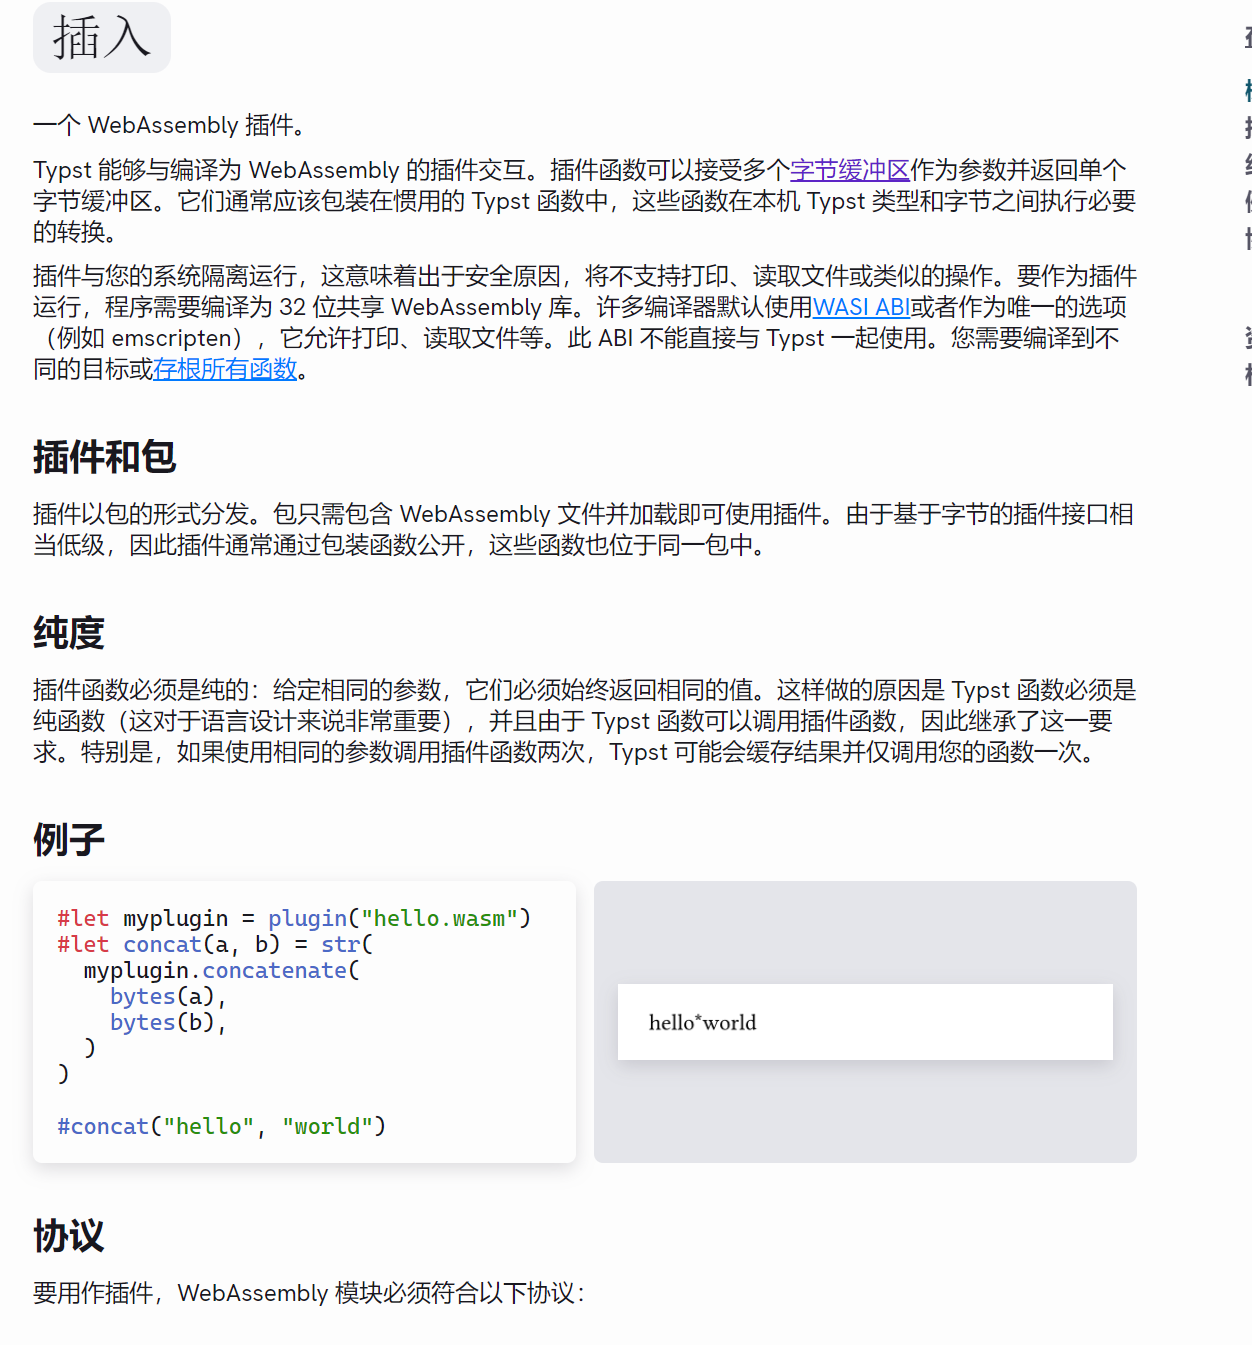 插入
一个 WebAssembly 插件。
Typst 能够与编译为 WebAssembly 的插件交互。插件函数可以接受多个字节缓冲区作为参数并返回单个
字节缓冲区。它们通常应该包装在惯用的 Typst 函数中，这些函数在本机 Typst 类型和字节之间执行必要
的转换。
插件与您的系统隔离运行，这意味着出于安全原因，将不支持打印、读取文件或类似的操作。要作为插件
运行，程序需要编译为 32 位共享 WebAssembly 库。许多编译器默认使用WASI ABI或者作为唯一的选项
（例如 emscripten），它允许打印、读取文件等。此 ABI 不能直接与 Typst 一起使用。您需要编译到不
同的目标或存根所有函数。
插件和包
插件以包的形式分发。包只需包含 WebAssembly 文件并加载即可使用插件。由于基于字节的插件接口相
当低级，因此插件通常通过包装函数公开，这些函数也位于同一包中。
纯度
插件函数必须是纯的：给定相同的参数，它们必须始终返回相同的值。这样做的原因是 Typst 函数必须是
纯函数（这对于语言设计来说非常重要），并且由于 Typst 函数可以调用插件函数，因此继承了这一要
求。特别是，如果使用相同的参数调用插件函数两次，Typst 可能会缓存结果并仅调用您的函数一次。
例子
#let myplugin = plugin("hello.wasm")
#let concat(a, b) = str(
  myplugin.concatenate(
    bytes(a),
    bytes(b),
  )
)
#concat("hello", "world")
hello*world
协议
要用作插件，WebAssembly 模块必须符合以下协议：